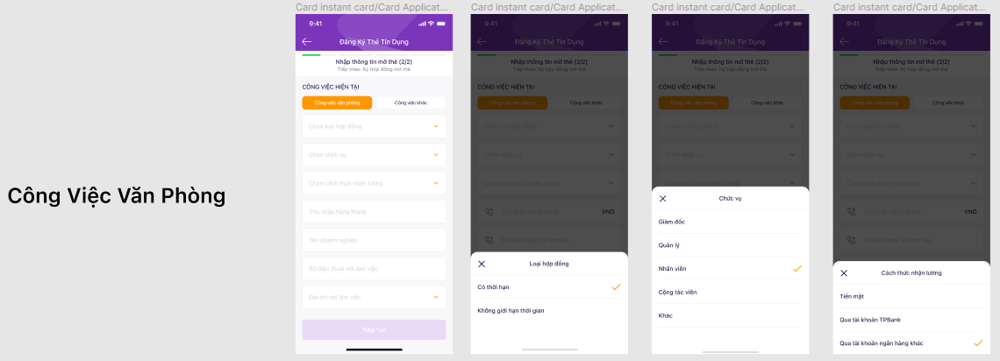 Card instant card/Card Applicat...
Card instant card/Card Applicat...
Card instant card/Card Applicat...
Card instant card/Card Applicat...
Công Việc Văn Phòng
9:41
Đăng Ký Thẻ Tín Dụng
Nhập thông tin mở thẻ (2/2)
Tiếp theo: Ký hợp đồng mở thẻ
CÔNG VIỆC HIỆN TẠI
Công việc văn phòng
Công việc khác
Chọn loại hợp đồng
Chọn chức vụ
Chọn cách thức nhận lương
Thu nhập hàng tháng
Tên doanh nghiệp
Số điện thoại nơi làm việc
Địa chỉ nơi làm việc
Tiếp Tục
9:41
Đăng Ký Thẻ Tín Dụng
Nhập thông tin mở thẻ (2/2)
Tiếp theo: Ký hợp đồng mở thẻ
CÔNG VIỆC HIỆN TẠI
Công việc văn phòng
Công việc khác
Chọn loại hợp đồng
Chọn chức vụ
Chọn cách thức nhận lương
Thu nhập hàng tháng
VND
Số điện thoại nơi làm việc
Loại hợp đồng
Có thời hạn
Không giới hạn thời gian
9:41
Đăng Ký Thẻ Tín Dụng
Nhập thông tin mở thẻ (2/2)
Tiếp theo: Ký hợp đồng mở thẻ
CÔNG VIỆC HIỆN TẠI
Công việc văn phòng
Công việc khác
Chọn loại hợp đồng
Chọn chức vụ
Chọn cách thức nhận lương
Chức vụ
Giám đốc
Quản lý
Nhân viên
Cộng tác viên
Khác
9:41
Đăng Ký Thẻ Tín Dụng
Nhập thông tin mở thẻ (2/2)
Tiếp theo: Ký hợp đồng mở thẻ
CÔNG VIỆC HIỆN TẠI
Công việc văn phòng
Công việc khác
Chọn loại hợp đồng
Chọn chức vụ
Chọn cách thức nhận lương
Thu nhập hàng tháng
VND
Số điện thoại nơi làm việc
Cách thức nhận lương
Tiền mặt
Qua tài khoản TPBank
Qua tài khoản ngân hàng khác